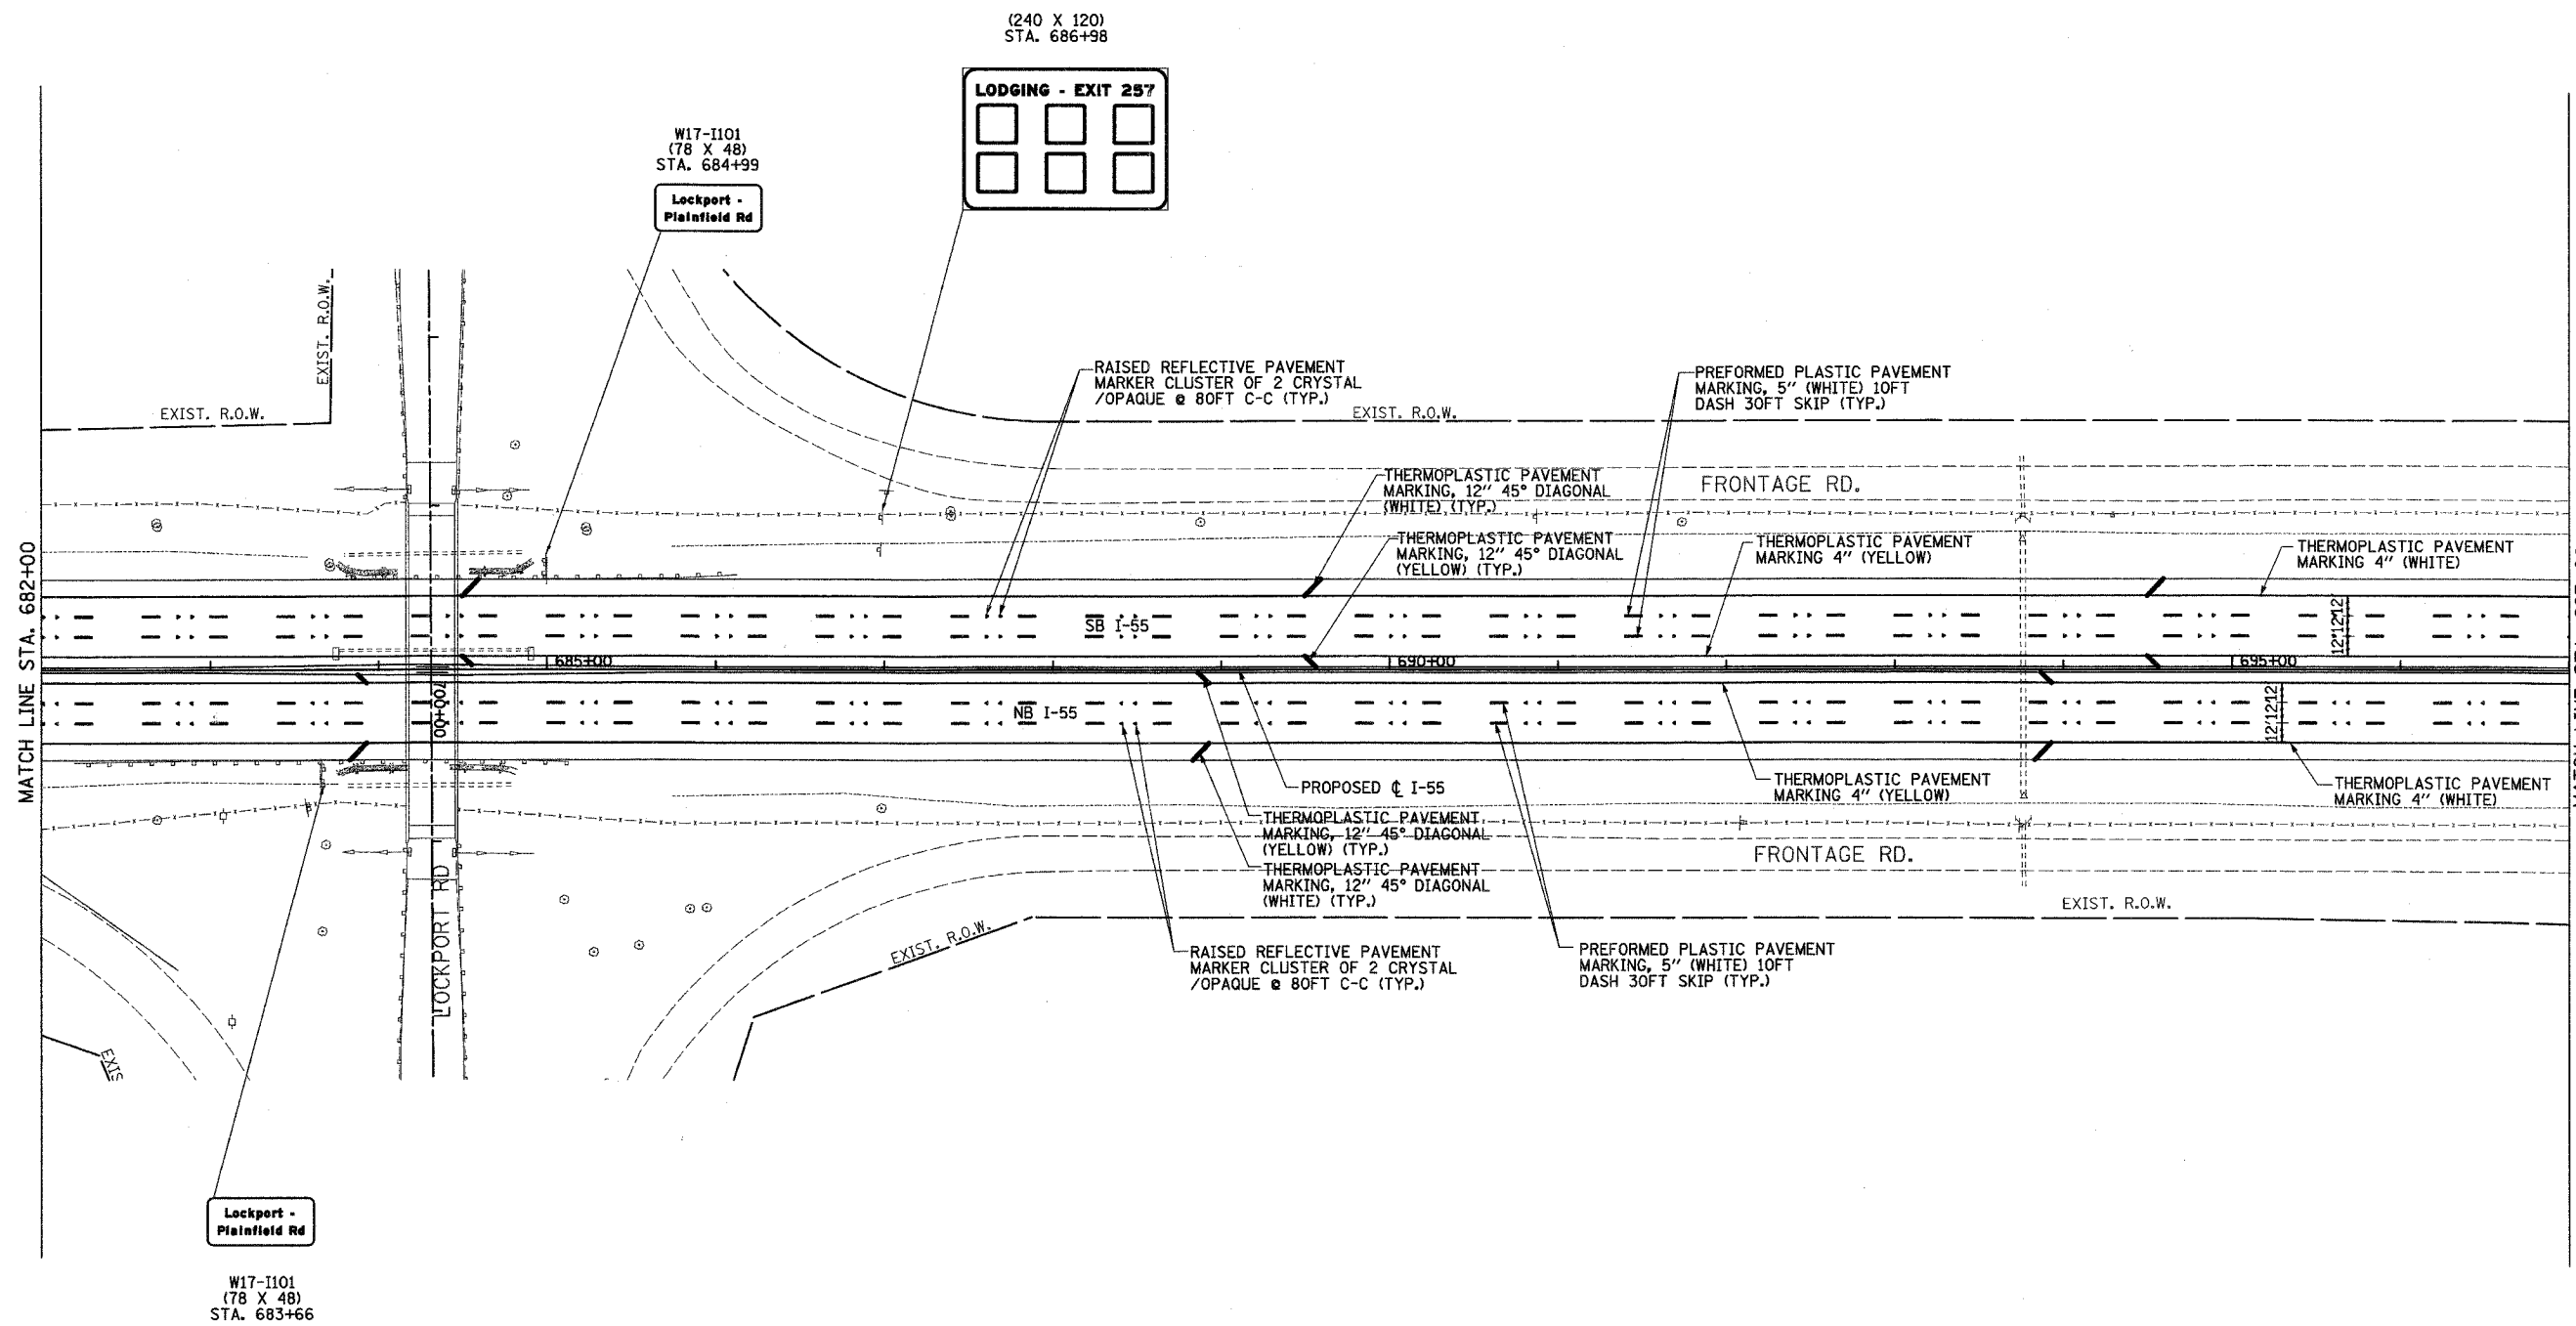 (240 X 120)
STA. 686+98
LODGING - EXIT 257
W17-I101
(78 X 48)
STA. 684+99
Lockport -
Plainfield Rd
EXIST. R.O.W.
EXIST. R.O.W.
RAISED REFLECTIVE PAVEMENT
MARKER CLUSTER OF 2 CRYSTAL
/OPAQUE @ 80FT C-C (TYP.)
EXIST. R.O.W.
PREFORMED PLASTIC PAVEMENT
MARKING, 5" (WHITE) 10FT
DASH 30FT SKIP (TYP.)
THERMOPLASTIC PAVEMENT
MARKING, 12" 45° DIAGONAL
(WHITE) (TYP.)
FRONTAGE RD.
THERMOPLASTIC PAVEMENT
MARKING, 12" 45° DIAGONAL
(YELLOW) (TYP.)
THERMOPLASTIC PAVEMENT
MARKING 4" (YELLOW)
THERMOPLASTIC PAVEMENT
MARKING 4" (WHITE)
MATCH LINE STA. 682+00
SB I-55
12'12'12'
685+00
690+00
695+00
700+00
NB I-55
12'12'12'
PROPOSED ℄ I-55
THERMOPLASTIC PAVEMENT
MARKING 4" (YELLOW)
THERMOPLASTIC PAVEMENT
MARKING 4" (WHITE)
THERMOPLASTIC PAVEMENT
MARKING, 12" 45° DIAGONAL
(YELLOW) (TYP.)
THERMOPLASTIC PAVEMENT
MARKING, 12" 45° DIAGONAL
(WHITE) (TYP.)
FRONTAGE RD.
LOCKPORT RD
EXIST. R.O.W.
EXIST. R.O.W.
RAISED REFLECTIVE PAVEMENT
MARKER CLUSTER OF 2 CRYSTAL
/OPAQUE @ 80FT C-C (TYP.)
PREFORMED PLASTIC PAVEMENT
MARKING, 5" (WHITE) 10FT
DASH 30FT SKIP (TYP.)
EXIS
Lockport -
Plainfield Rd
W17-I101
(78 X 48)
STA. 683+66